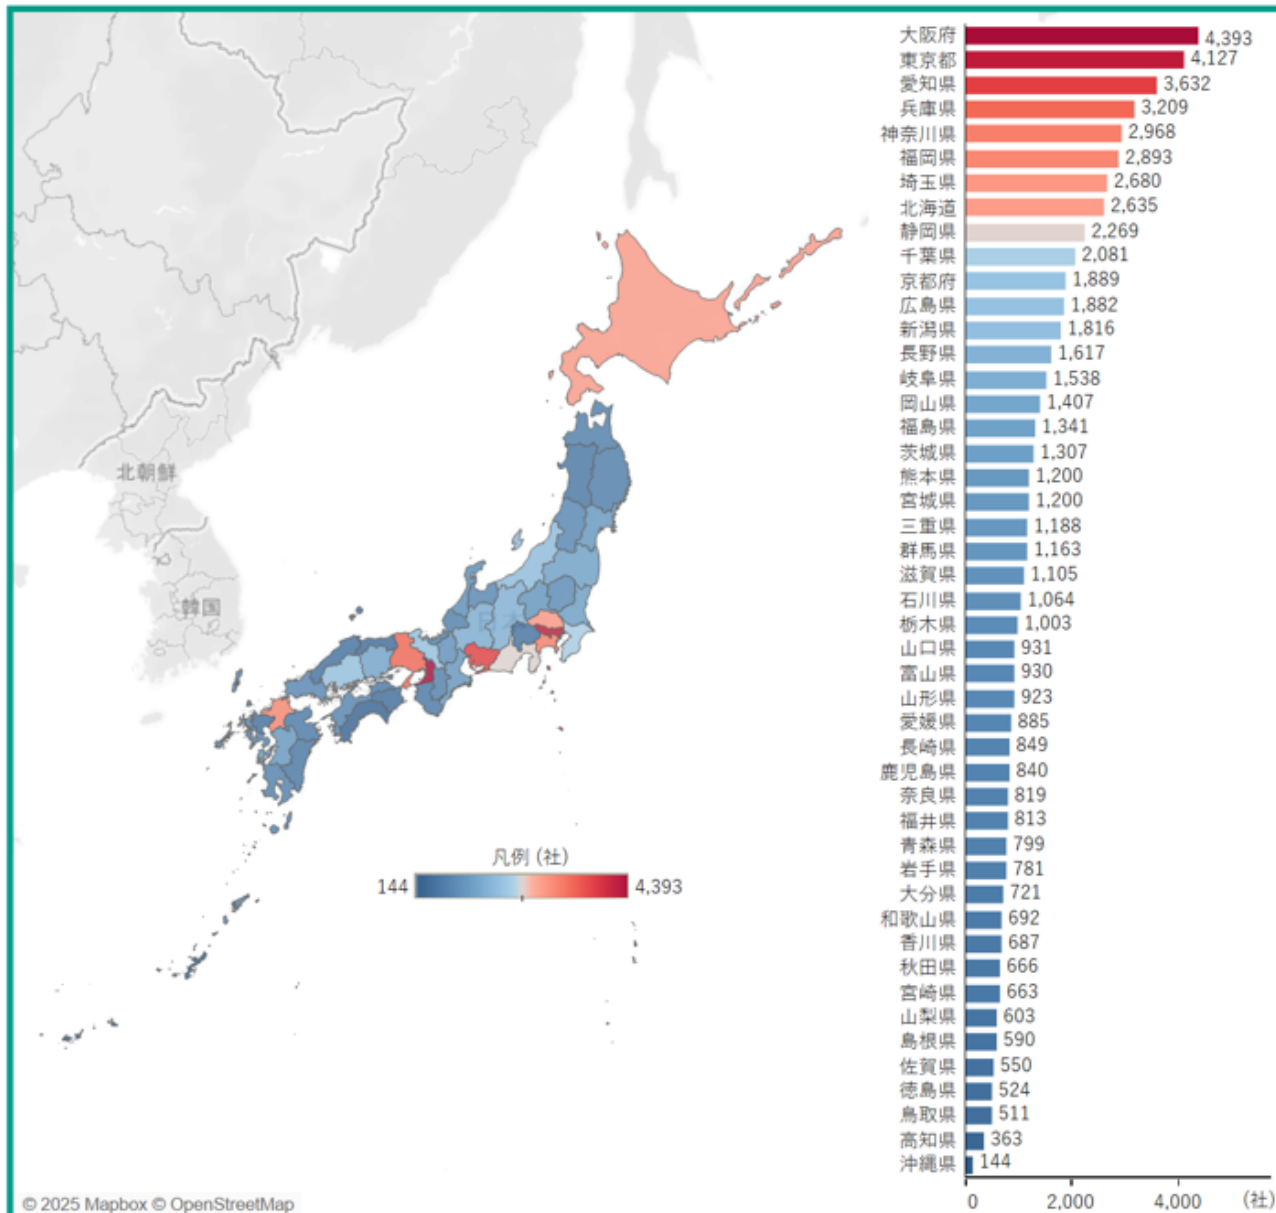 大阪府 4,393
東京都 4,127
愛知県 3,632
兵庫県 3,209
神奈川県 2,968
福岡県 2,893
埼玉県 2,680
北海道 2,635
静岡県 2,269
千葉県 2,081
京都府 1,889
広島県 1,882
新潟県 1,816
長野県 1,617
岐阜県 1,538
岡山県 1,407
福島県 1,341
茨城県 1,307
熊本県 1,200
宮城県 1,200
三重県 1,188
群馬県 1,163
滋賀県 1,105
石川県 1,064
栃木県 1,003
山口県 931
富山県 930
山形県 923
愛媛県 885
長崎県 849
鹿児島県 840
奈良県 819
福井県 813
青森県 799
岩手県 781
大分県 721
和歌山県 692
香川県 687
秋田県 666
宮崎県 663
山梨県 603
島根県 590
佐賀県 550
徳島県 524
鳥取県 511
高知県 363
沖縄県 144
0 2,000 4,000 (社)
北朝鮮
韓国
日本
凡例 (社)
144 4,393
© 2025 Mapbox © OpenStreetMap